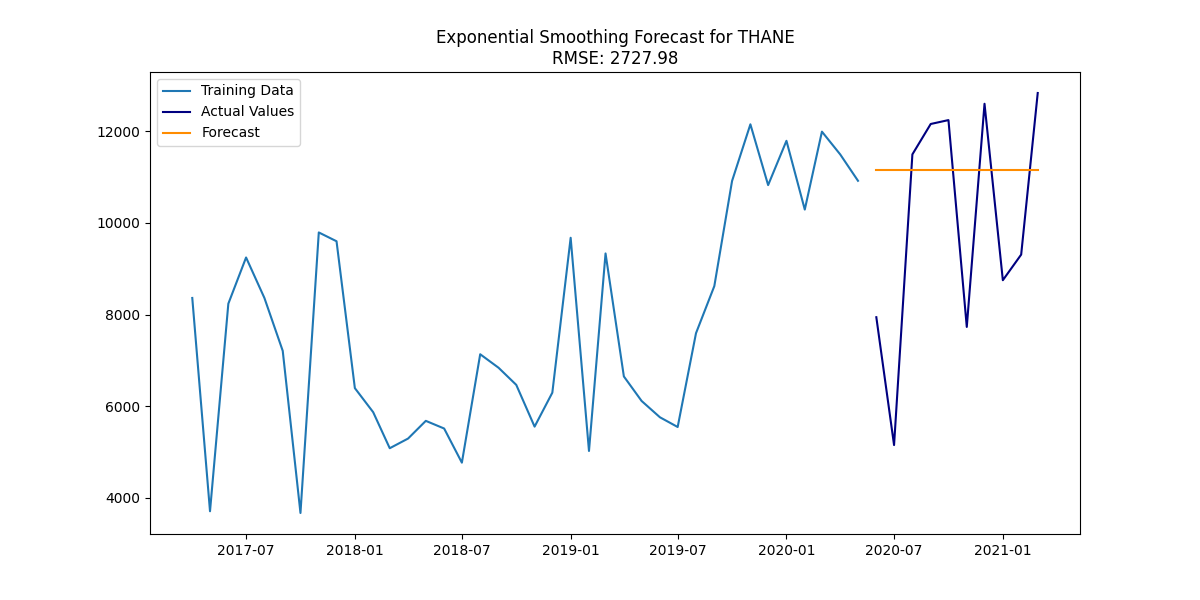 Exponential Smoothing Forecast for THANE
RMSE: 2727.98
Training Data
Actual Values
Forecast
12000
10000
8000
6000
4000
2017-07 2018-01 2018-07 2019-01 2019-07 2020-01 2020-07 2021-01